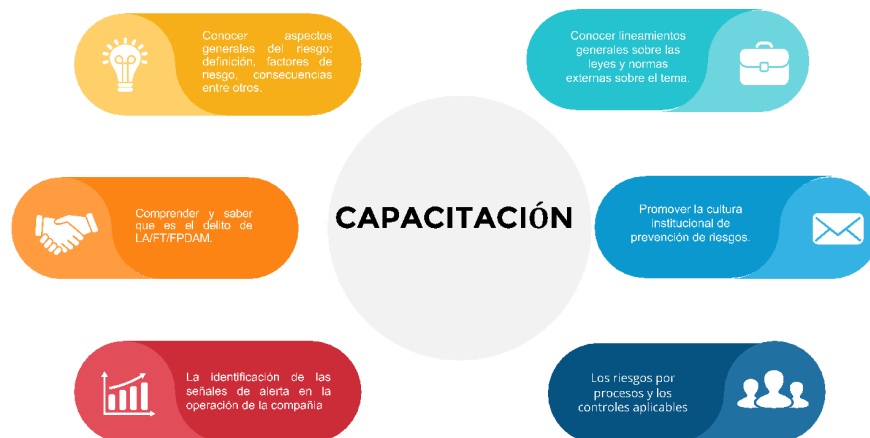 Conocer aspectos
generales del riesgo:
definición, factores de
riesgo, consecuencias
entre otros.
Conocer lineamientos
generales sobre las
leyes y normas
externas sobre el tema.
Comprender y saber
que es el delito de
LA/FT/FPDAM.
CAPACITACIÓN
Promover la cultura
institucional de
prevención de riesgos.
La identificación de las
señales de alerta en la
operación de la compañia
Los riesgos por
procesos y los
controles aplicables